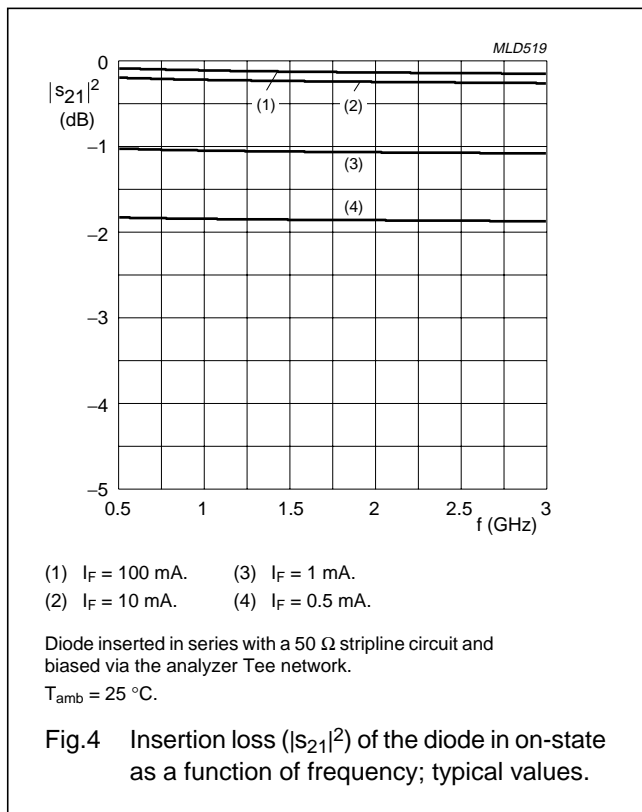 MLD519
0
|s21|²
(dB)
(1)
(2)
−1
(3)
(4)
−2
−3
−4
−5
0.5 1 1.5 2 2.5 3
f (GHz)
(1) IF = 100 mA. (3) IF = 1 mA.
(2) IF = 10 mA. (4) IF = 0.5 mA.
Diode inserted in series with a 50 Ω stripline circuit and
biased via the analyzer Tee network.
Tamb = 25 °C.
Fig.4 Insertion loss (|s21|²) of the diode in on-state
as a function of frequency; typical values.